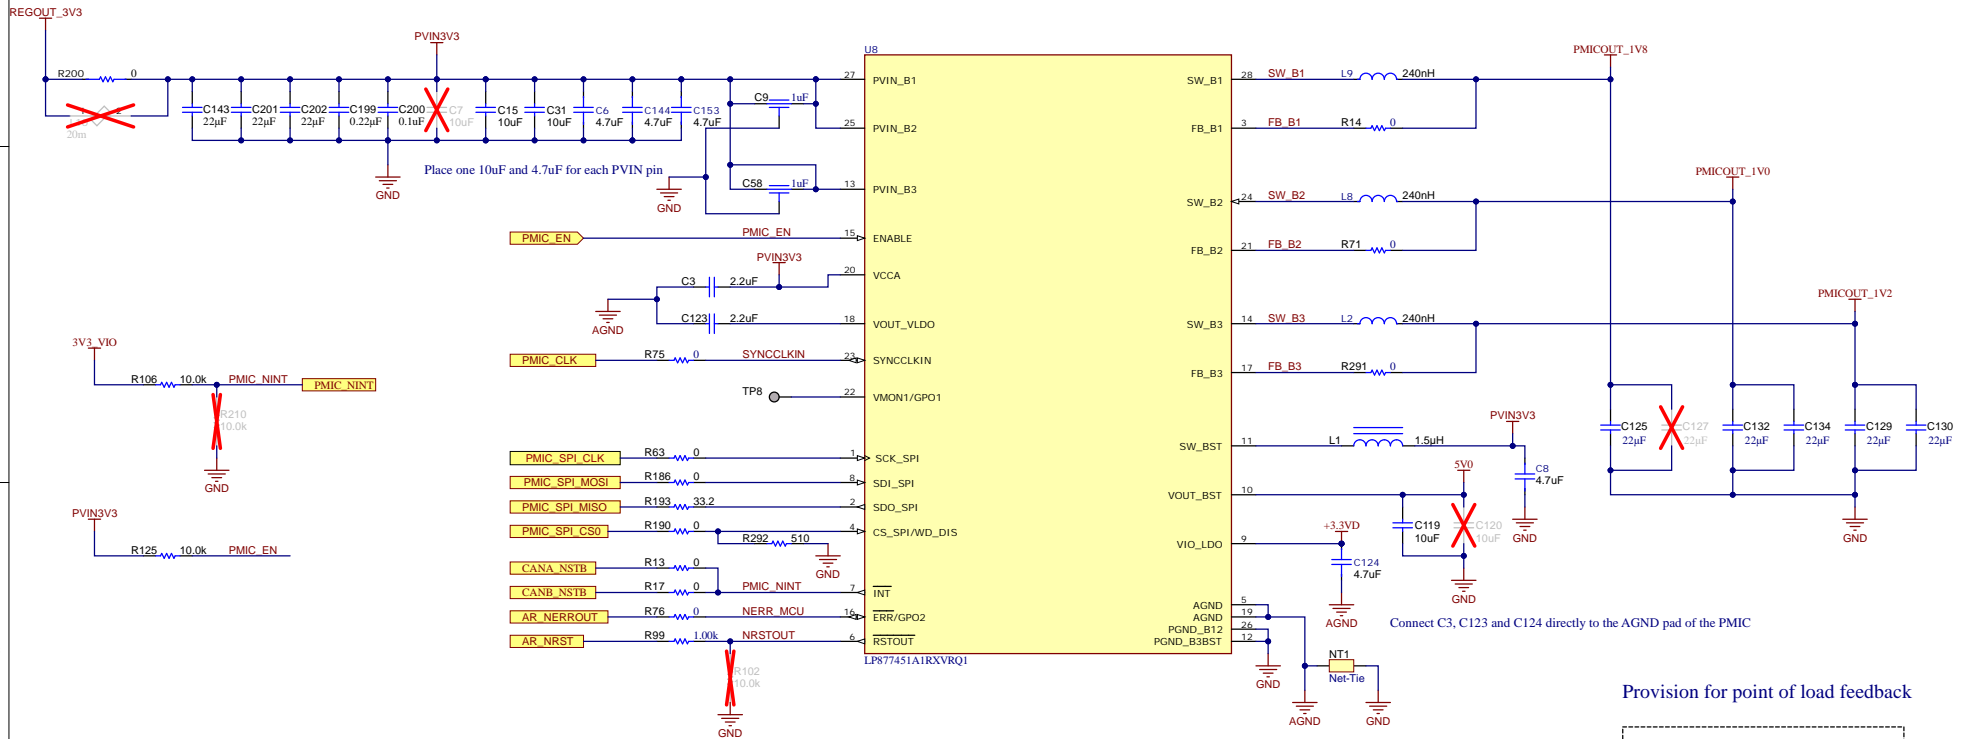 REGOUT_3V3
PVIN3V3
R200 0
20m
C143 22µF
C201 22µF
C202 22µF
C199 0.22µF
C200 0.1uF
C7 10uF
C15 10uF
C31 10uF
C6 4.7uF
C144 4.7uF
C153 4.7uF
GND
Place one 10uF and 4.7uF for each PVIN pin
C9 1uF
C58 1uF
GND
PMIC_EN PMIC_EN
PVIN3V3
C3 2.2uF
C123 2.2uF
AGND
PMIC_CLK R75 0 SYNCCLKIN
TP8
3V3_VIO
R106 10.0k PMIC_NINT PMIC_NINT
R210 10.0k
GND
PVIN3V3
R125 10.0k PMIC_EN
PMIC_SPI_CLK R63 0
PMIC_SPI_MOSI R186 0
PMIC_SPI_MISO R193 33.2
PMIC_SPI_CS0 R190 0
R292 510
GND
CANA_NSTB R13 0
CANB_NSTB R17 0 PMIC_NINT
AR_NERROUT R76 0 NERR_MCU
AR_NRST R99 1.00k NRSTOUT
R102 10.0k
GND
U8
27 PVIN_B1
25 PVIN_B2
13 PVIN_B3
15 ENABLE
20 VCCA
18 VOUT_VLDO
23 SYNCCLKIN
22 VMON1/GPO1
1 SCK_SPI
8 SDI_SPI
2 SDO_SPI
4 CS_SPI/WD_DIS
7 INT
16 ERR/GPO2
6 RSTOUT
LP877451A1RXVRQ1
SW_B1 28 SW_B1 L9 240nH
FB_B1 3 FB_B1 R14 0
SW_B2 24 SW_B2 L8 240nH
FB_B2 21 FB_B2 R71 0
SW_B3 14 SW_B3 L2 240nH
FB_B3 17 FB_B3 R291 0
SW_BST 11 L1 1.5µH
VOUT_BST 10
VIO_LDO 9
AGND 5
AGND 19
PGND_B12 26
PGND_B3BST 12
PMICOUT_1V8
PMICOUT_1V0
PMICOUT_1V2
PVIN3V3
C8 4.7uF
GND
5V0
C119 10uF
C120 10uF
GND
+3.3VD
C124 4.7uF
AGND
C125 22µF
C127 22µF
C132 22µF
C134 22µF
C129 22µF
C130 22µF
GND
Connect C3, C123 and C124 directly to the AGND pad of the PMIC
GND
NT1
Net-Tie
AGND
GND
Provision for point of load feedback